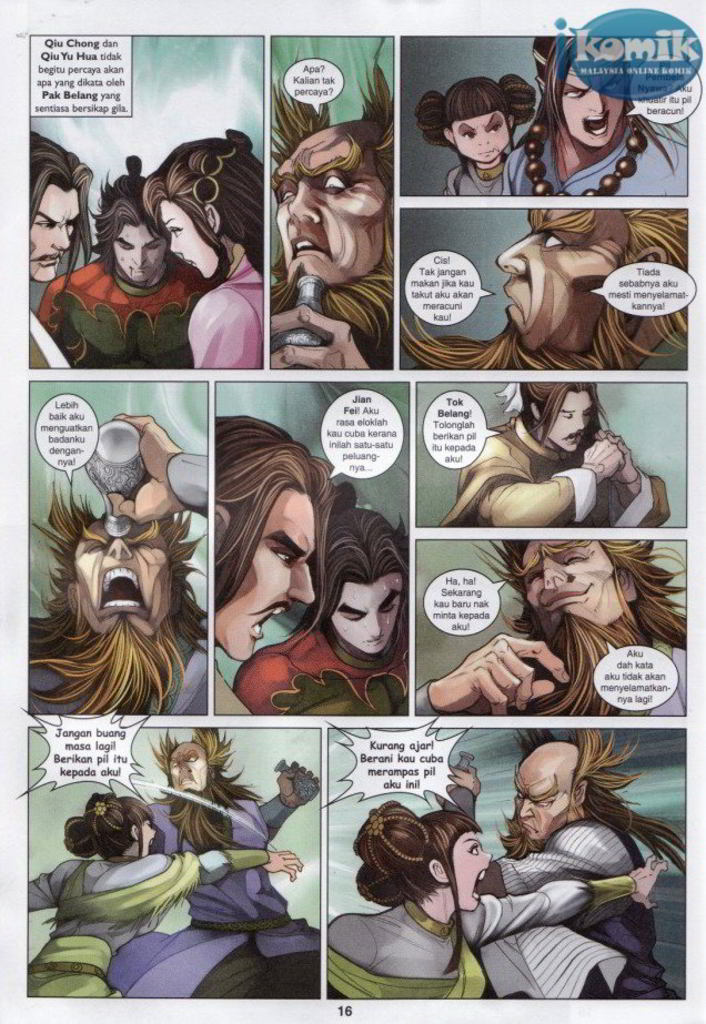 Qiu Chong dan
Qiu Yu Hua tidak
begitu percaya akan
apa yang dikata oleh
Pak Belang yang
sentiasa bersikap gila.
Apa?
Kalian tak
percaya?
ikomik
MALAYSIA ONLINE KOMIK
Nyawa? Aku
khuatir itu pil
beracun!
Cis!
Tak jangan
makan jika kau
takut aku akan
meracuni
kau!
Tiada
sebabnya aku
mesti menyelamat-
kannya!
Lebih
baik aku
menguatkan
badanku
dengan-
nya!
Jian
Fei! Aku
rasa eloklah
kau cuba kerana
inilah satu-satu
peluang-
nya...
Tok
Belang!
Tolonglah
berikan pil
itu kepada
aku!
Ha, ha!
Sekarang
kau baru nak
minta kepada
aku!
Aku
dah kata
aku tidak akan
menyelamatkan-
nya lagi!
Jangan buang
masa lagi!
Berikan pil itu
kepada aku!
Kurang ajar!
Berani kau cuba
merampas pil
aku ini!
16